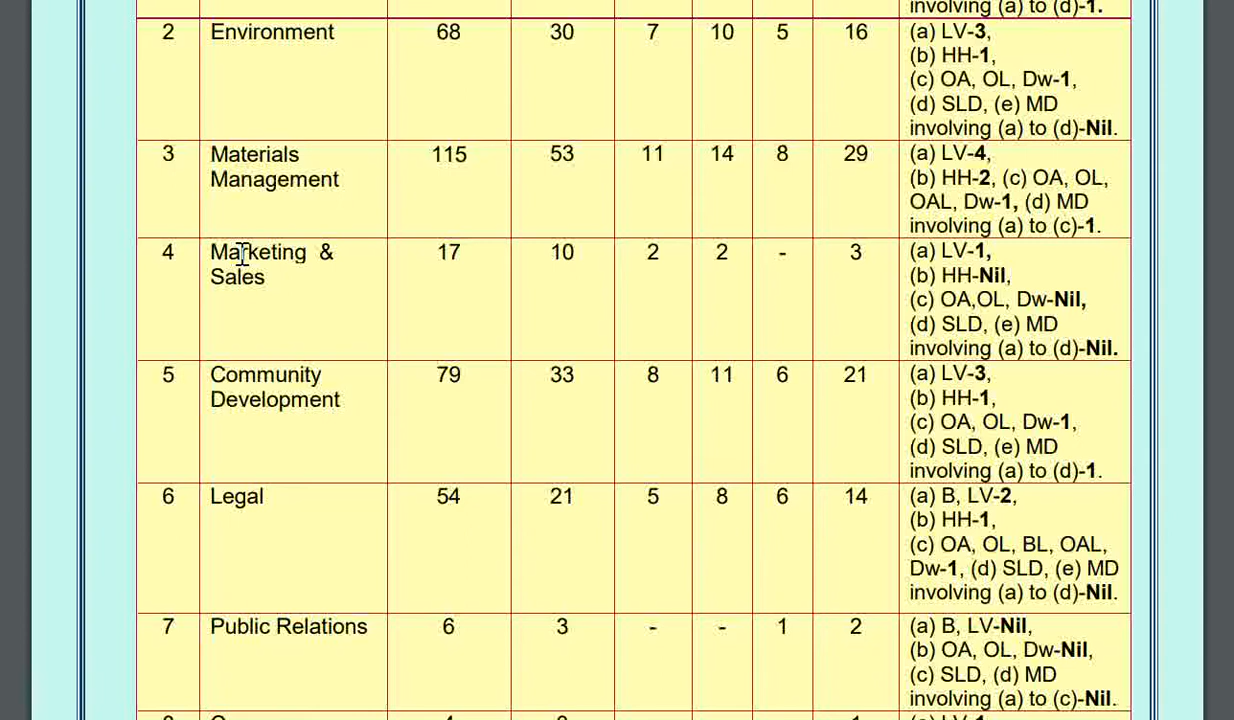 involving (a) to (d)-1.
2 Environment 68 30 7 10 5 16 (a) LV-3,
(b) HH-1,
(c) OA, OL, Dw-1,
(d) SLD, (e) MD
involving (a) to (d)-Nil.
3 Materials 115 53 11 14 8 29 (a) LV-4,
Management (b) HH-2, (c) OA, OL,
OAL, Dw-1, (d) MD
involving (a) to (c)-1.
4 Marketing & 17 10 2 2 - 3 (a) LV-1,
Sales (b) HH-Nil,
(c) OA,OL, Dw-Nil,
(d) SLD, (e) MD
involving (a) to (d)-Nil.
5 Community 79 33 8 11 6 21 (a) LV-3,
Development (b) HH-1,
(c) OA, OL, Dw-1,
(d) SLD, (e) MD
involving (a) to (d)-1.
6 Legal 54 21 5 8 6 14 (a) B, LV-2,
(b) HH-1,
(c) OA, OL, BL, OAL,
Dw-1, (d) SLD, (e) MD
involving (a) to (d)-Nil.
7 Public Relations 6 3 - - 1 2 (a) B, LV-Nil,
(b) OA, OL, Dw-Nil,
(c) SLD, (d) MD
involving (a) to (c)-Nil.